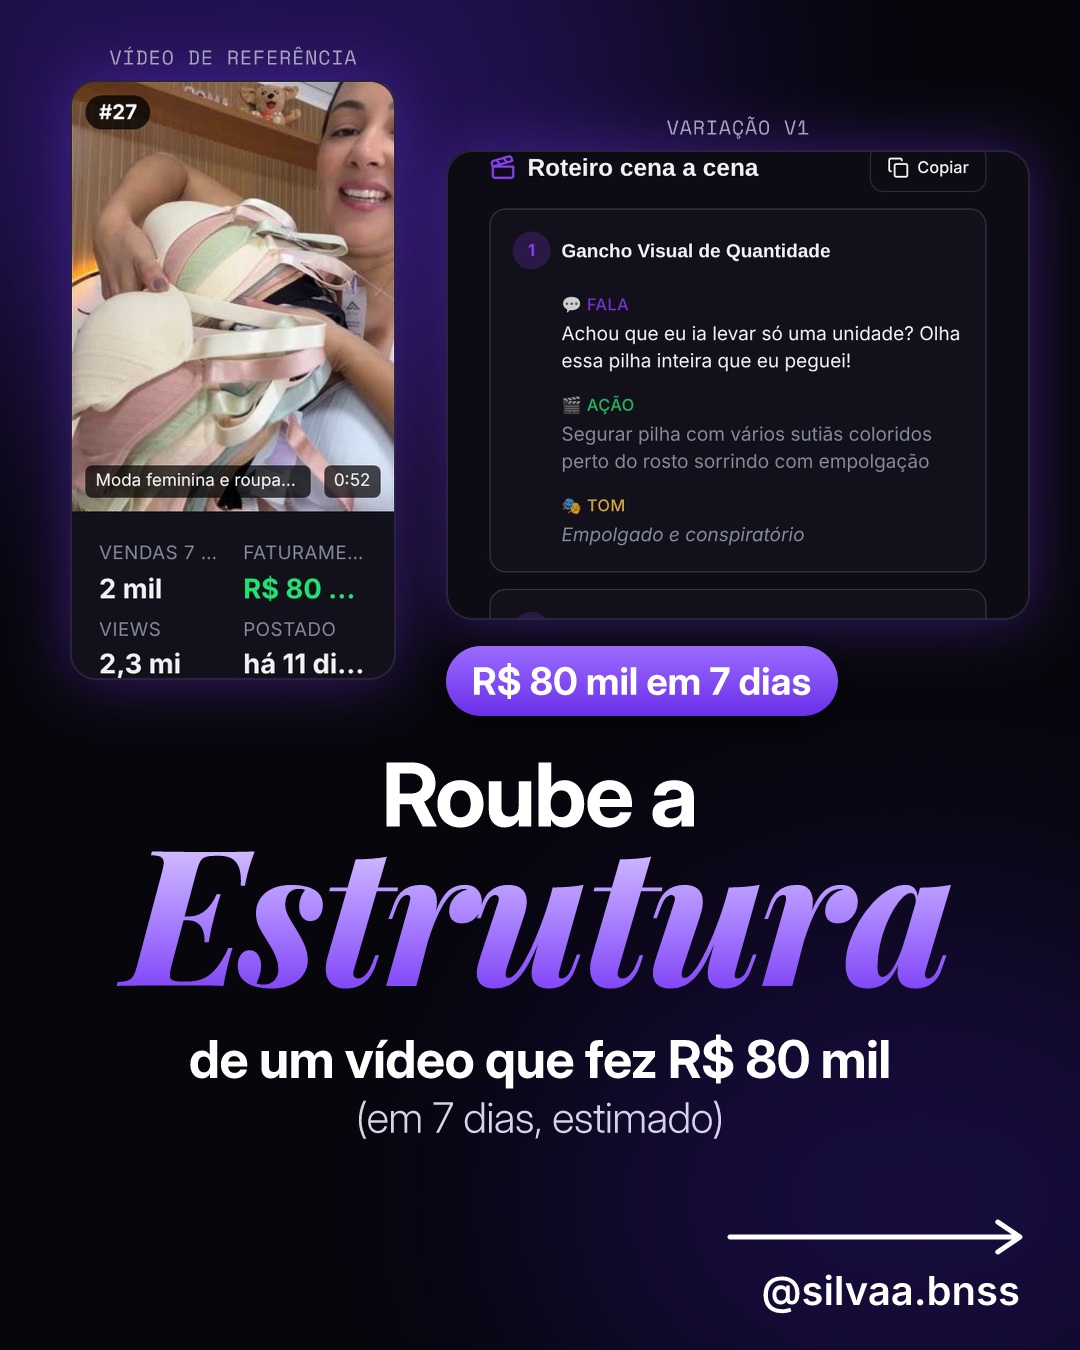 VÍDEO DE REFERÊNCIA
#27
Moda feminina e roupa...
0:52
VENDAS 7 ...
FATURAME...
2 mil
R$ 80 ...
VIEWS
POSTADO
2,3 mi
há 11 di...
VARIAÇÃO V1
Roteiro cena a cena
Copiar
1
Gancho Visual de Quantidade
FALA
Achou que eu ia levar só uma unidade? Olha
essa pilha inteira que eu peguei!
AÇÃO
Segurar pilha com vários sutiãs coloridos
perto do rosto sorrindo com empolgação
TOM
Empolgado e conspiratório
R$ 80 mil em 7 dias
Roube a
Estrutura
de um vídeo que fez R$ 80 mil
(em 7 dias, estimado)
@silvaa.bnss